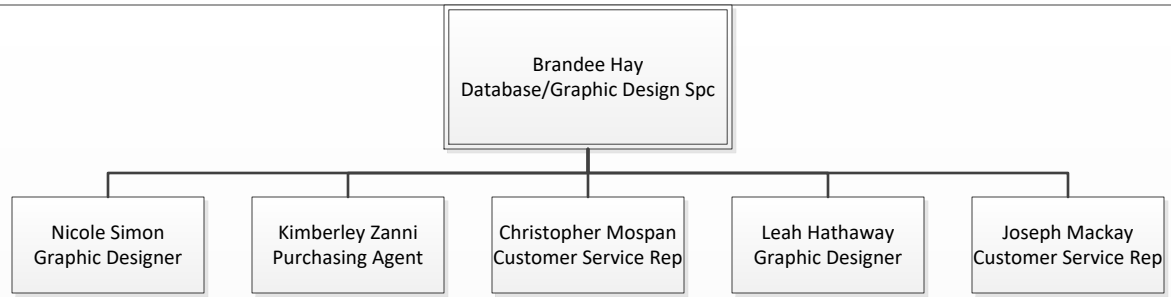 Brandee Hay
Database/Graphic Design Spc
Nicole Simon
Graphic Designer
Kimberley Zanni
Purchasing Agent
Christopher Mospan
Customer Service Rep
Leah Hathaway
Graphic Designer
Joseph Mackay
Customer Service Rep